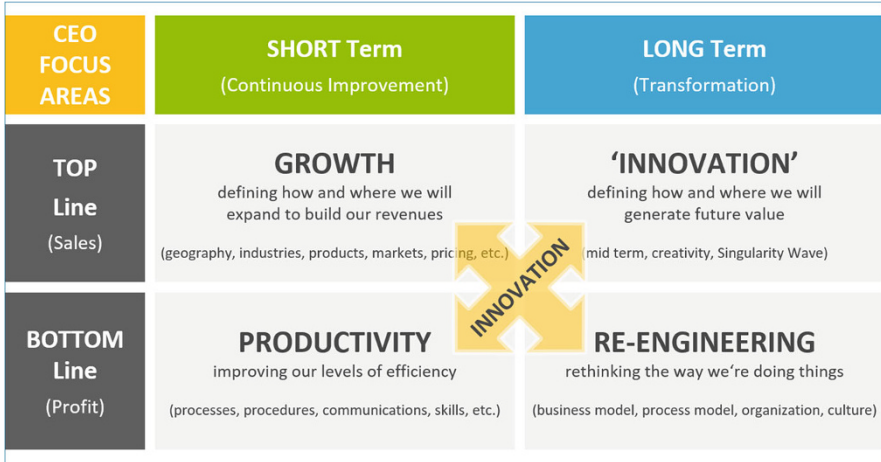 CEO
FOCUS
AREAS
SHORT Term
(Continuous Improvement)
LONG Term
(Transformation)
TOP
Line
(Sales)
GROWTH
defining how and where we will
expand to build our revenues
(geography, industries, products, markets, pricing, etc.)
‘INNOVATION’
defining how and where we will
generate future value
(mid term, creativity, Singularity Wave)
INNOVATION
BOTTOM
Line
(Profit)
PRODUCTIVITY
improving our levels of efficiency
(processes, procedures, communications, skills, etc.)
RE-ENGINEERING
rethinking the way we‘re doing things
(business model, process model, organization, culture)